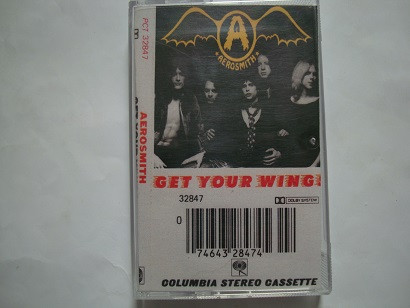 PCT 32847
AEROSMITH
A
AEROSMITH
GET YOUR WING
32847
DOLBY SYSTEM
0
74643 28474
COLUMBIA STEREO CASSETTE